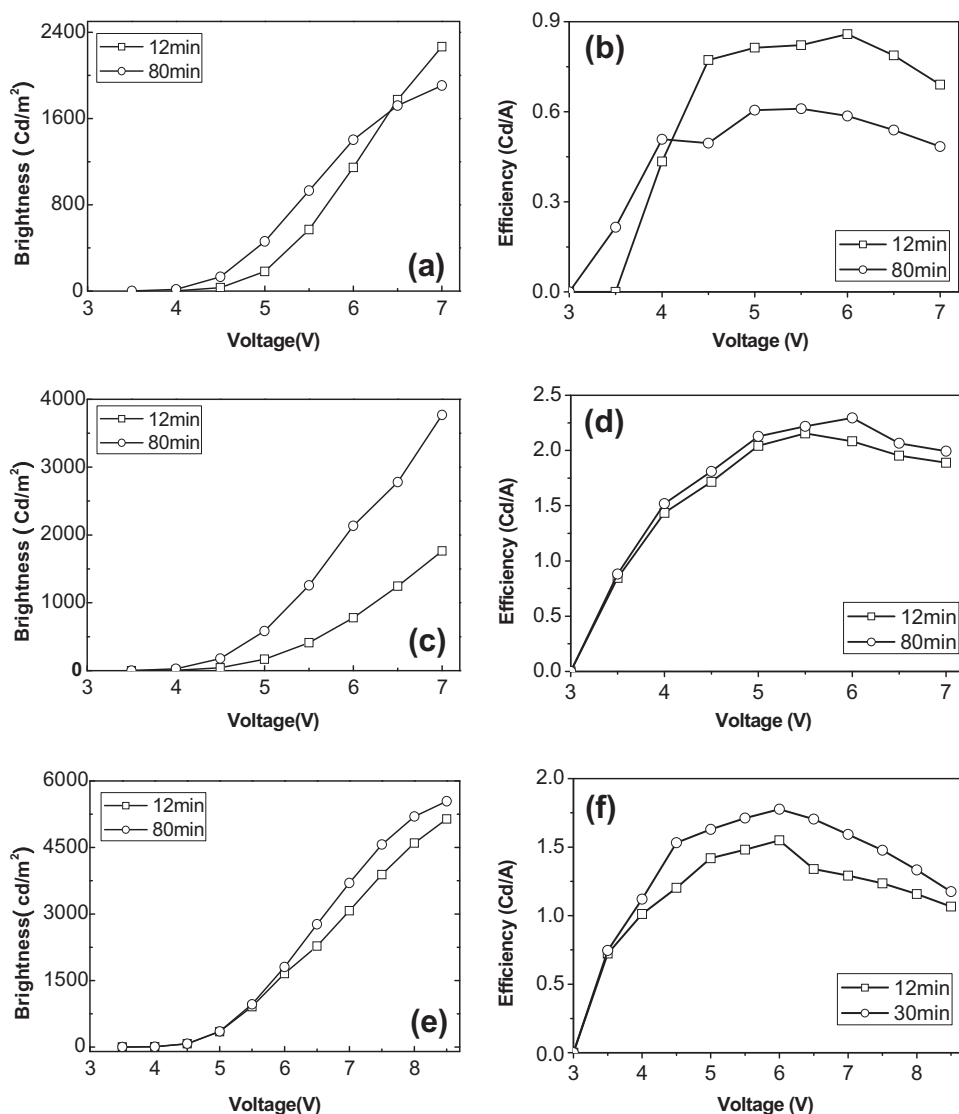 2400
1600
800
0
3 4 5 6 7
Brightness ( Cd/m²)
Voltage(V)
12min
80min
(a)
0.9
0.6
0.3
0.0
3 4 5 6 7
Efficiency (Cd/A)
Voltage (V)
12min
80min
(b)
4000
3000
2000
1000
0
3 4 5 6 7
Brightness ( Cd/m²)
Voltage(V)
12min
80min
(c)
2.5
2.0
1.5
1.0
0.5
0.0
3 4 5 6 7
Efficiency (Cd/A)
Voltage (V)
12min
80min
(d)
6000
4500
3000
1500
0
3 4 5 6 7 8
Brightness( cd/m²)
Voltage(V)
12min
80min
(e)
2.0
1.5
1.0
0.5
0.0
3 4 5 6 7 8
Efficiency (Cd/A)
Voltage (V)
12min
30min
(f)